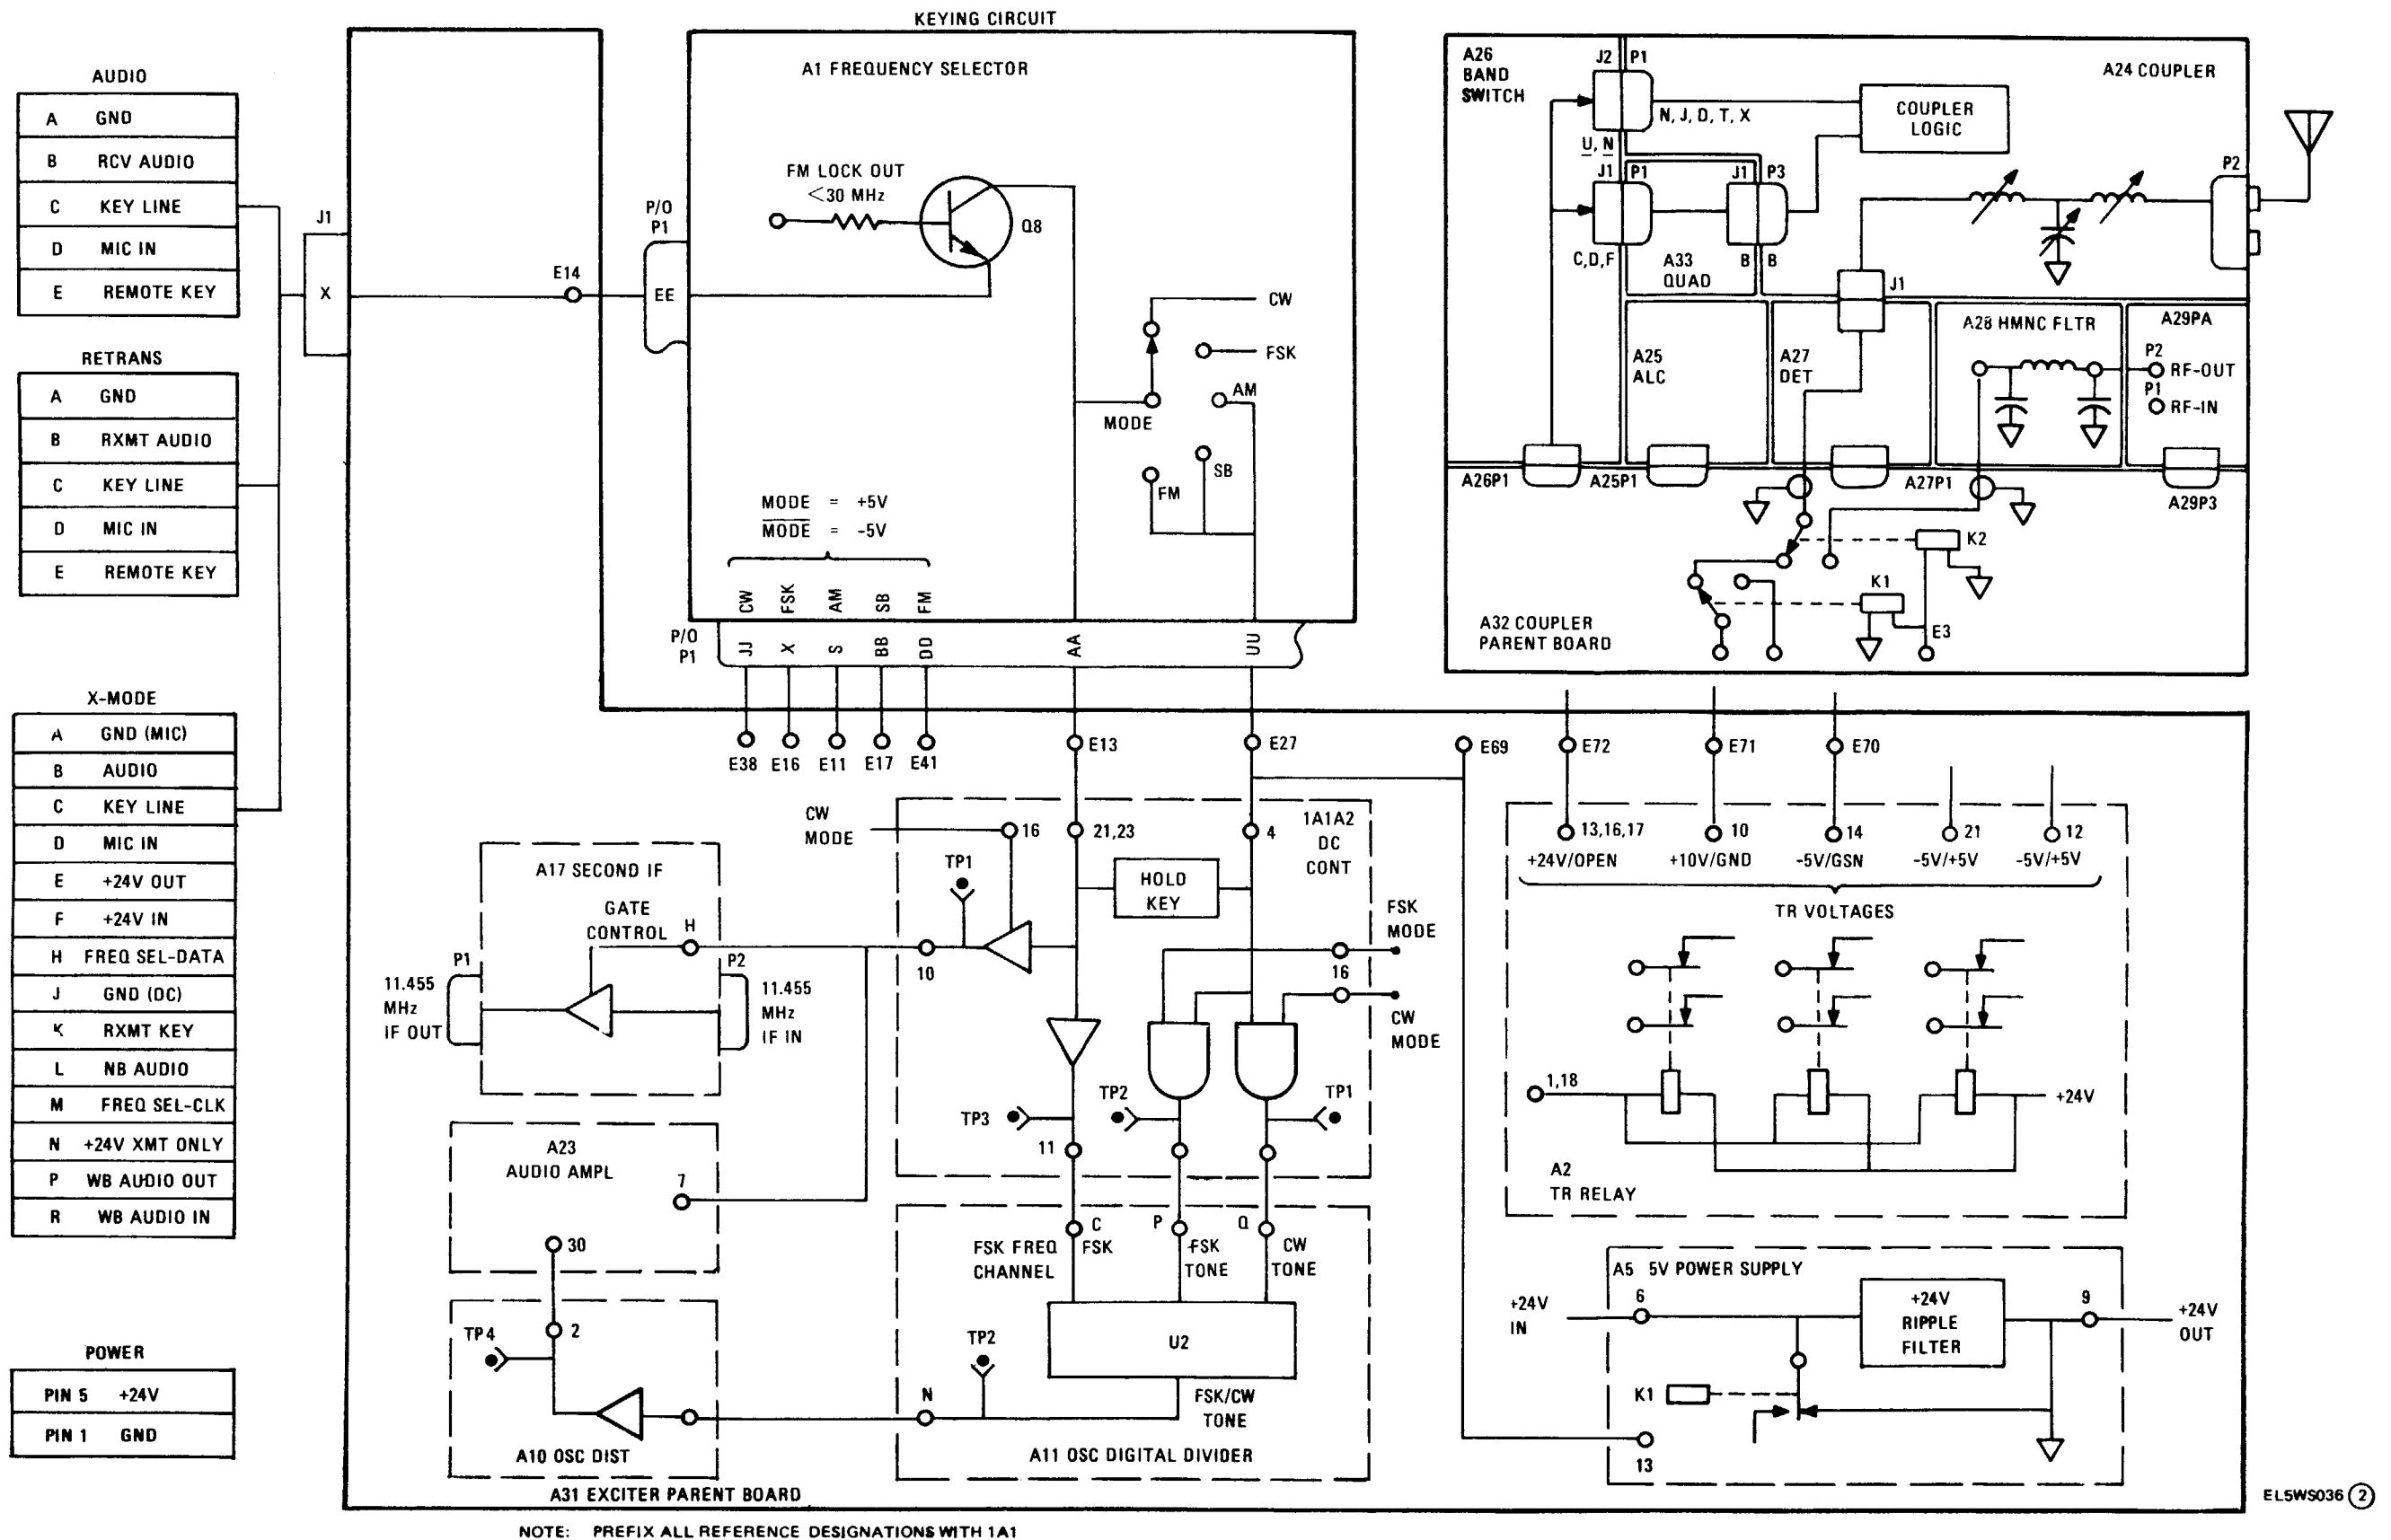 KEYING CIRCUIT
AUDIO
A GND
B RCV AUDIO
C KEY LINE
D MIC IN
E REMOTE KEY
RETRANS
A GND
B RXMT AUDIO
C KEY LINE
D MIC IN
E REMOTE KEY
X-MODE
A GND (MIC)
B AUDIO
C KEY LINE
D MIC IN
E +24V OUT
F +24V IN
H FREQ SEL-DATA
J GND (DC)
K RXMT KEY
L NB AUDIO
M FREQ SEL-CLK
N +24V XMT ONLY
P WB AUDIO OUT
R WB AUDIO IN
POWER
PIN 5 +24V
PIN 1 GND
J1
X
E14
P/O
P1
EE
A1 FREQUENCY SELECTOR
FM LOCK OUT
<30 MHz
Q8
CW
FSK
AM
MODE
SB
FM
MODE = +5V
MODE = -5V
CW FSK AM SB FM
P/O
P1
JJ X S BB DD AA UU
E38 E16 E11 E17 E41
E13
E27
E69
E72
E71
E70
A26
BAND
SWITCH
J2 P1
A24 COUPLER
N, J, D, T, X
COUPLER
LOGIC
U, N
J1 P1
J1 P3
P2
C,D,F
A33
QUAD
B B
J1
A25
ALC
A27
DET
A28 HMNC FLTR
A29PA
P2
RF-OUT
P1
RF-IN
A26P1
A25P1
A27P1
A29P3
K2
K1
E3
A32 COUPLER
PARENT BOARD
CW
MODE
16
21,23
4
1A1A2
DC
CONT
TP1
HOLD
KEY
A17 SECOND IF
GATE
CONTROL
H
P1
P2
11.455
MHz
IF OUT
11.455
MHz
IF IN
10
FSK
MODE
16
CW
MODE
TP3
TP2
TP1
11
A23
AUDIO AMPL
7
30
C
FSK
P
FSK
TONE
Q
CW
TONE
FSK FREQ
CHANNEL
U2
TP4
2
TP2
N
FSK/CW
TONE
A10 OSC DIST
A11 OSC DIGITAL DIVIDER
A31 EXCITER PARENT BOARD
13,16,17
10
14
21
12
+24V/OPEN
+10V/GND
-5V/GSN
-5V/+5V
-5V/+5V
TR VOLTAGES
1,18
+24V
A2
TR RELAY
A5 5V POWER SUPPLY
+24V
IN
6
+24V
RIPPLE
FILTER
9
+24V
OUT
K1
13
EL5WS036 2
NOTE: PREFIX ALL REFERENCE DESIGNATIONS WITH 1A1